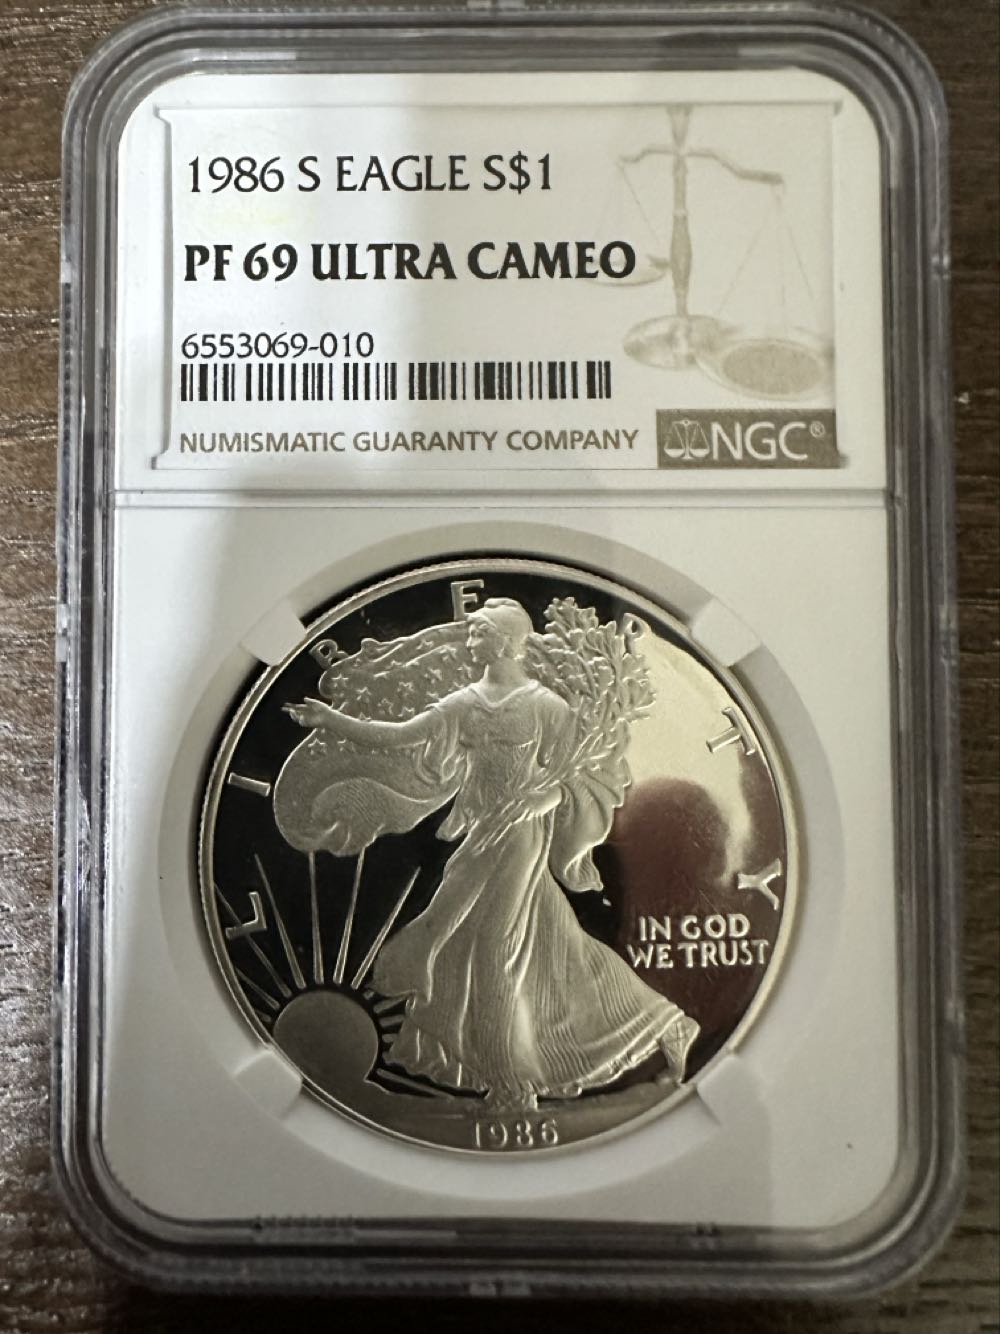 1986 S EAGLE S$1
PF 69 ULTRA CAMEO
6553069-010
NUMISMATIC GUARANTY COMPANY
NGC®
LIBERTY
IN GOD
WE TRUST
1986